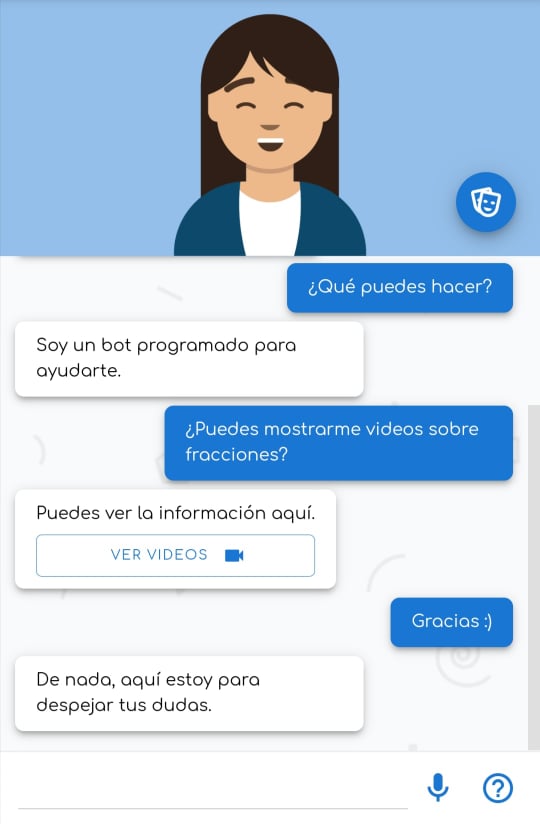 ¿Qué puedes hacer?
Soy un bot programado para
ayudarte.
¿Puedes mostrarme videos sobre
fracciones?
Puedes ver la información aquí.
VER VIDEOS
Gracias :)
De nada, aquí estoy para
despejar tus dudas.